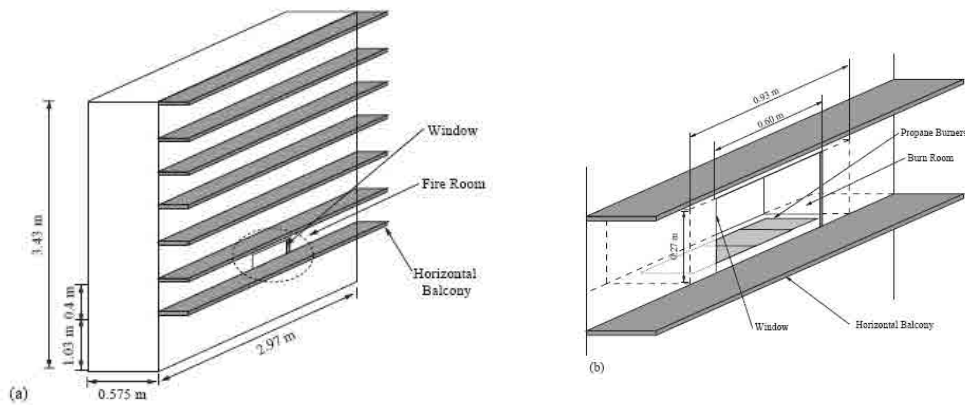 3.43 m
0.4 m
1.03 m
0.575 m
2.97 m
Window
Fire Room
Horizontal
Balcony
(a)
0.93 m
0.60 m
0.27 m
Propane Burners
Burn Room
Window
Horizontal Balcony
(b)